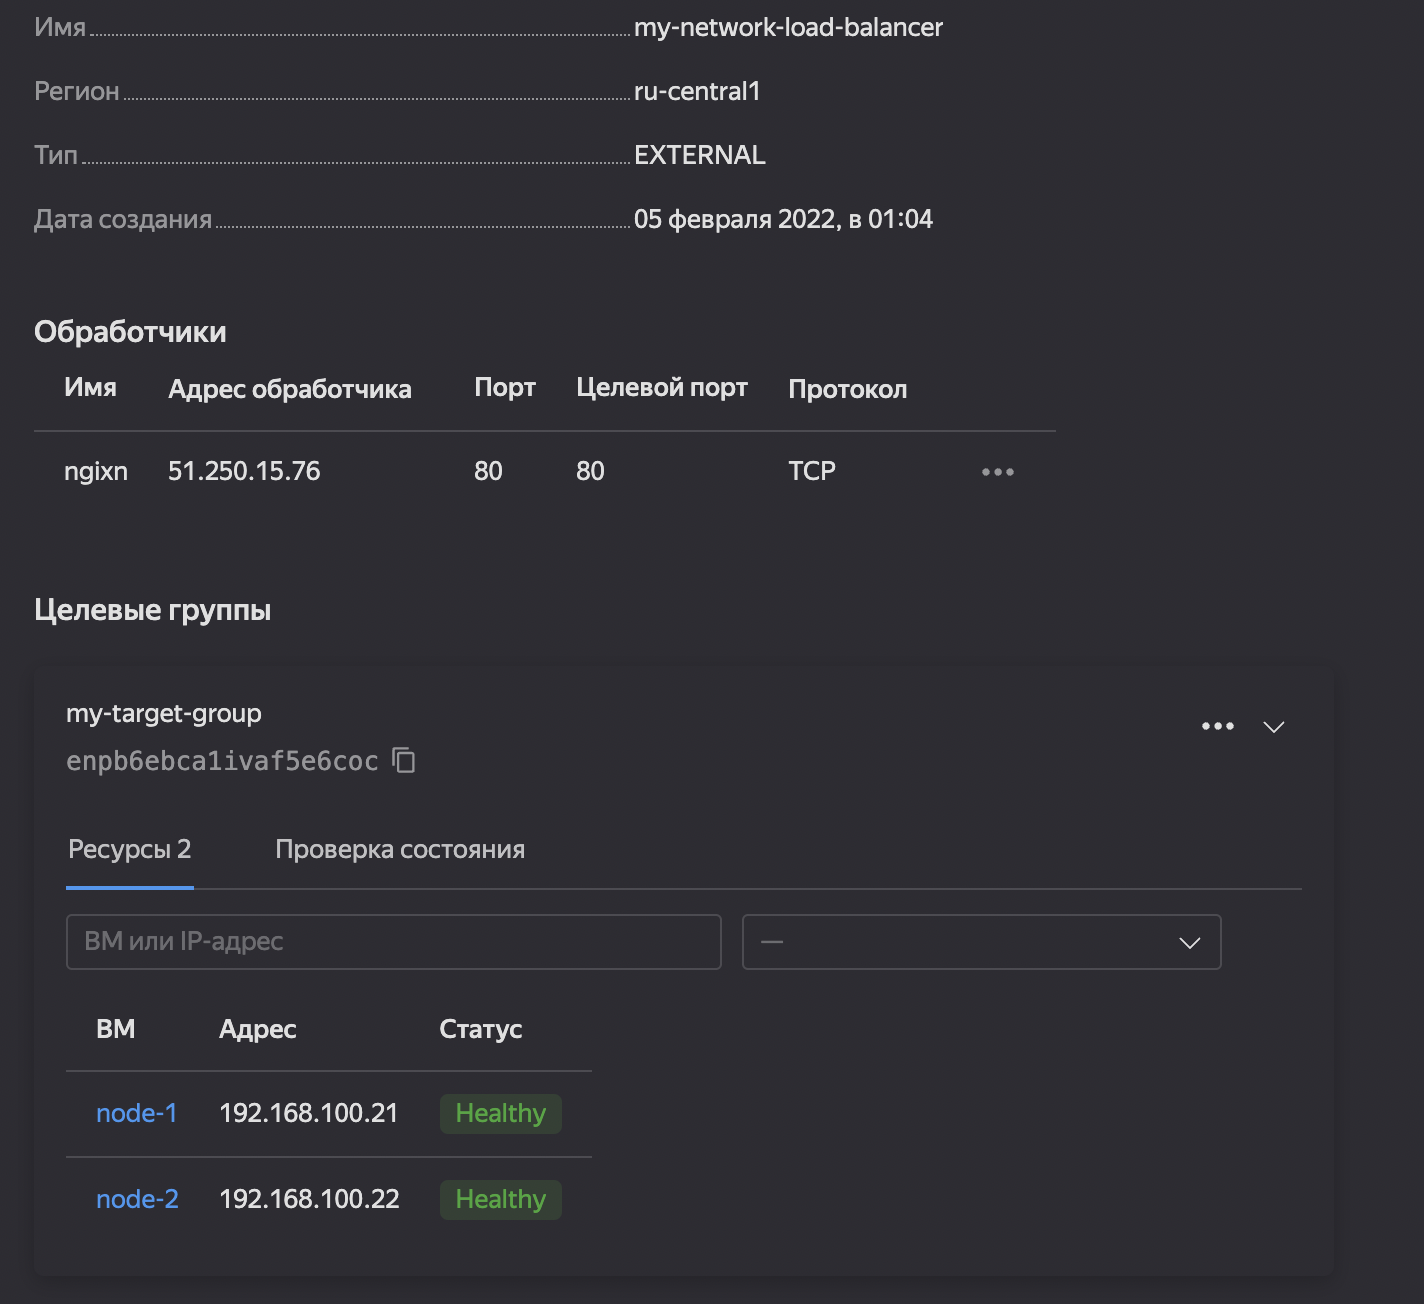 Имя my-network-load-balancer
Регион ru-central1
Тип EXTERNAL
Дата создания 05 февраля 2022, в 01:04
Обработчики
Имя Адрес обработчика Порт Целевой порт Протокол
ngixn 51.250.15.76 80 80 TCP
Целевые группы
my-target-group
enpb6ebca1ivaf5e6coc
Ресурсы 2 Проверка состояния
ВМ или IP-адрес —
ВМ Адрес Статус
node-1 192.168.100.21 Healthy
node-2 192.168.100.22 Healthy